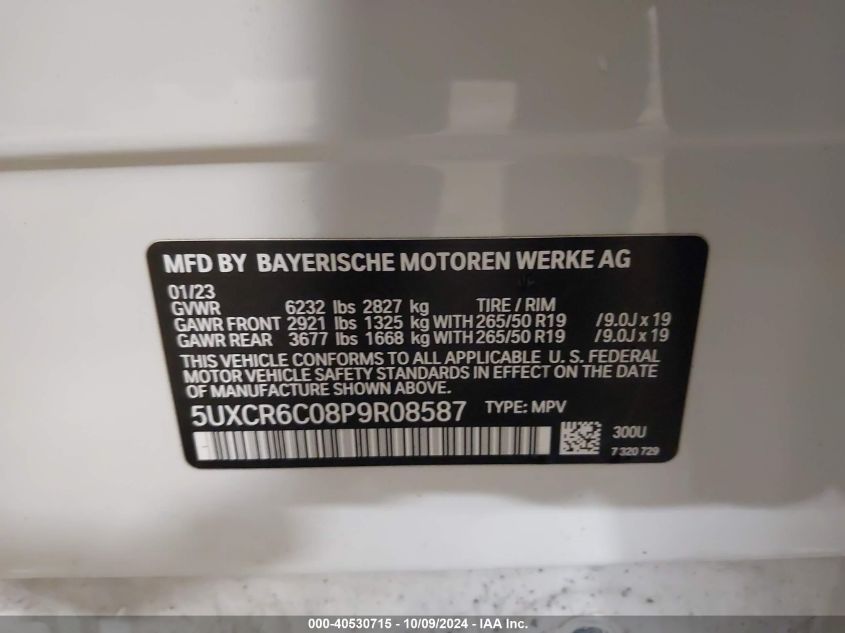 MFD BY BAYERISCHE MOTOREN WERKE AG
01/23
GVWR 6232 lbs 2827 kg TIRE / RIM
GAWR FRONT 2921 lbs 1325 kg WITH 265/50 R19 /9.0J x 19
GAWR REAR 3677 lbs 1668 kg WITH 265/50 R19 /9.0J x 19
THIS VEHICLE CONFORMS TO ALL APPLICABLE U. S. FEDERAL
MOTOR VEHICLE SAFETY STANDARDS IN EFFECT ON THE DATE
OF MANUFACTURE SHOWN ABOVE.
5UXCR6C08P9R08587 TYPE: MPV
300U
7 320 729
000-40530715 - 10/09/2024 - IAA Inc.